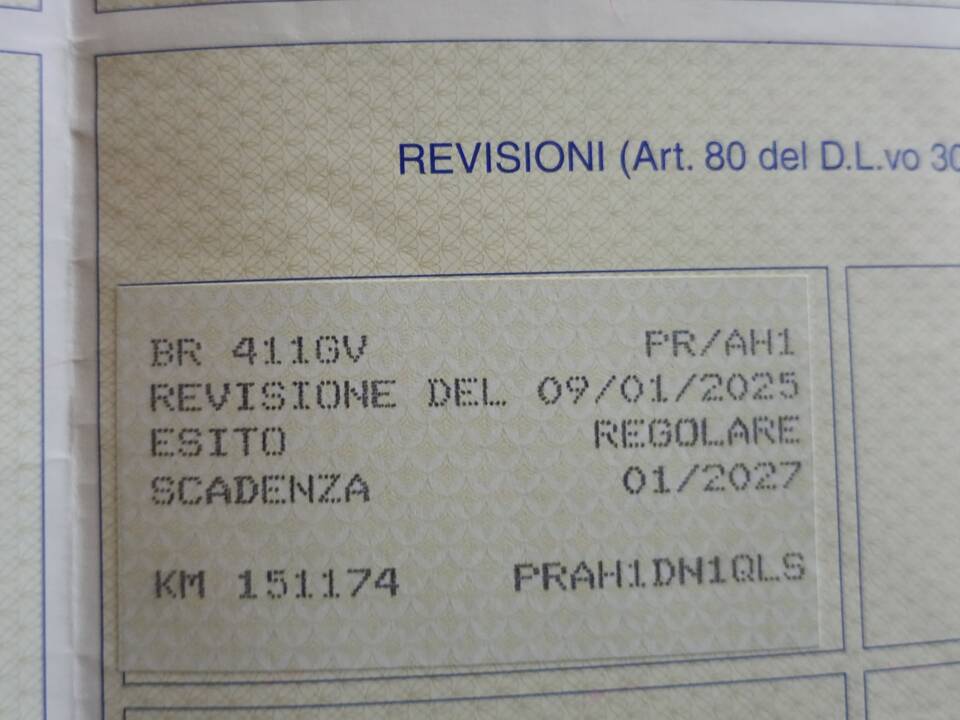 REVISIONI (Art. 80 del D.L.vo 30
BR 411GV PR/AH1
REVISIONE DEL 09/01/2025
ESITO REGOLARE
SCADENZA 01/2027
KM 151174 PRAH1DN1QLS